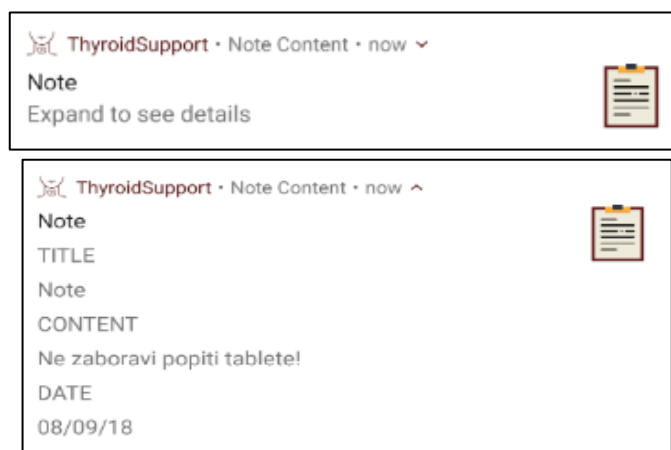 ThyroidSupport • Note Content • now
Note
Expand to see details
ThyroidSupport • Note Content • now
Note
TITLE
Note
CONTENT
Ne zaboravi popiti tablete!
DATE
08/09/18